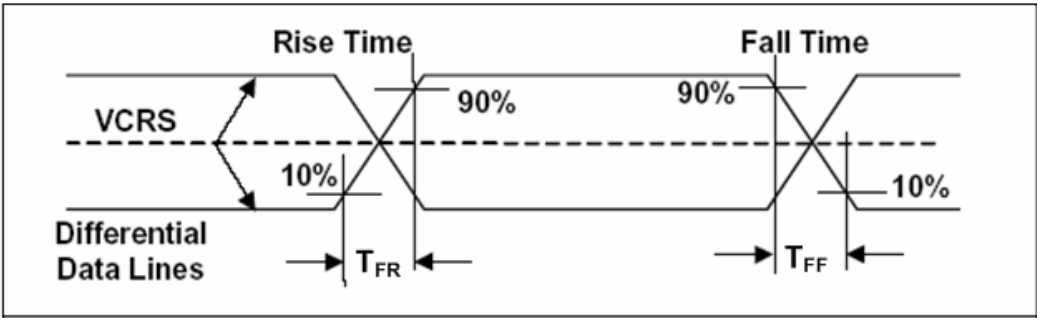 Rise Time
Fall Time
90%
90%
VCRS
10%
10%
Differential
Data Lines
TFR
TFF